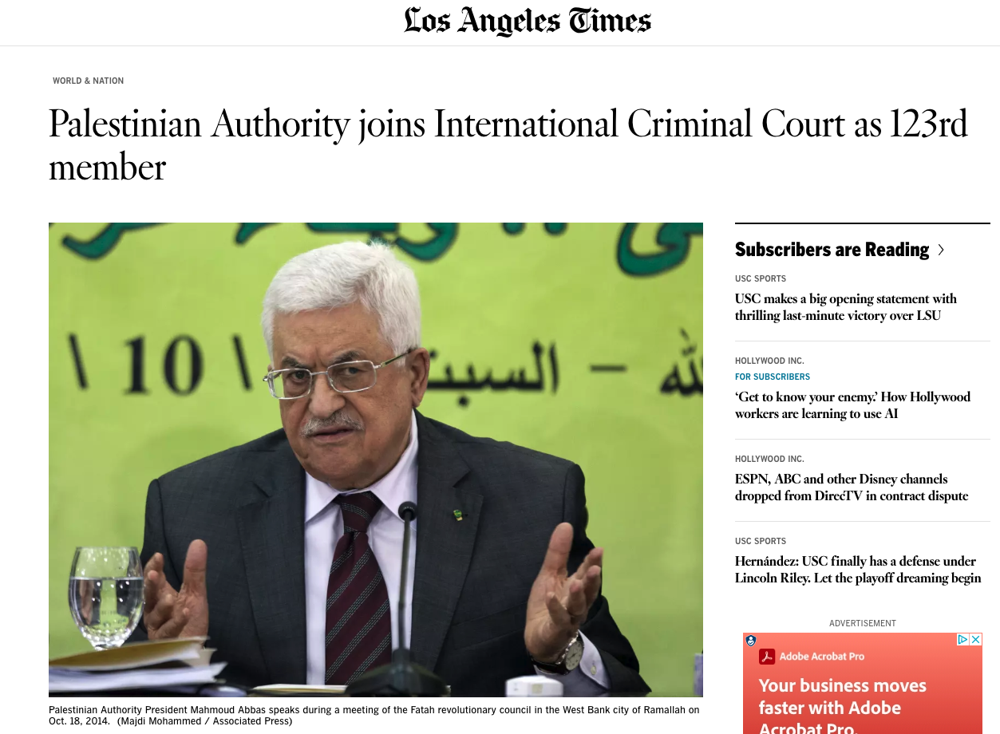 Los Angeles Times
WORLD & NATION
Palestinian Authority joins International Criminal Court as 123rd
member
\ 10 \
السبت
–
الله
Palestinian Authority President Mahmoud Abbas speaks during a meeting of the Fatah revolutionary council in the West Bank city of Ramallah on
Oct. 18, 2014. (Majdi Mohammed / Associated Press)
Subscribers are Reading
USC SPORTS
USC makes a big opening statement with
thrilling last-minute victory over LSU
HOLLYWOOD INC.
FOR SUBSCRIBERS
‘Get to know your enemy.’ How Hollywood
workers are learning to use AI
HOLLYWOOD INC.
ESPN, ABC and other Disney channels
dropped from DirecTV in contract dispute
USC SPORTS
Hernández: USC finally has a defense under
Lincoln Riley. Let the playoff dreaming begin
ADVERTISEMENT
Adobe Acrobat Pro
Your business moves
faster with Adobe
Acrobat Pro.